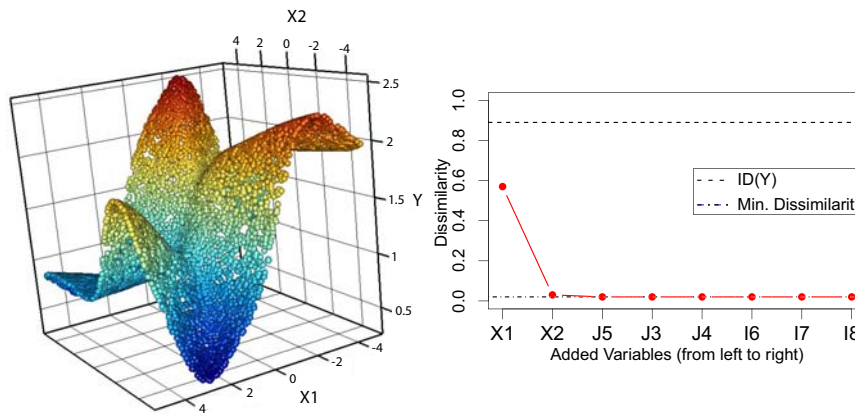 X2
4 2 0 -2 -4
2.5
2
1.5
1
0.5
Y
4 2 0 -2 -4
X1
Dissimilarity
1.0
0.8
0.6
0.4
0.2
0.0
ID(Y)
Min. Dissimilarit
X1 X2 J5 J3 J4 I6 I7 I8
Added Variables (from left to right)